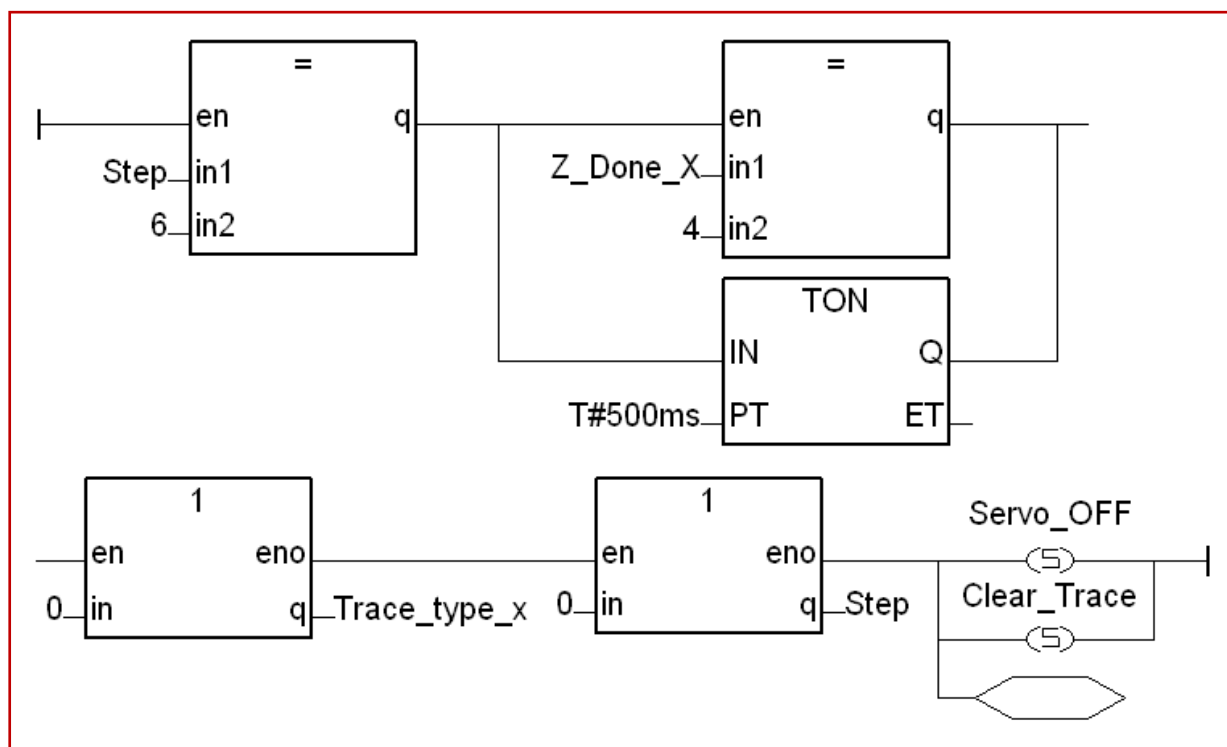 = =
en q en q
Step in1 Z_Done_X in1
6 in2 4 in2
TON
IN Q
T#500ms PT ET
1 1
Servo_OFF
en eno en eno
S
0 in q Trace_type_x 0 in q Step Clear_Trace
S